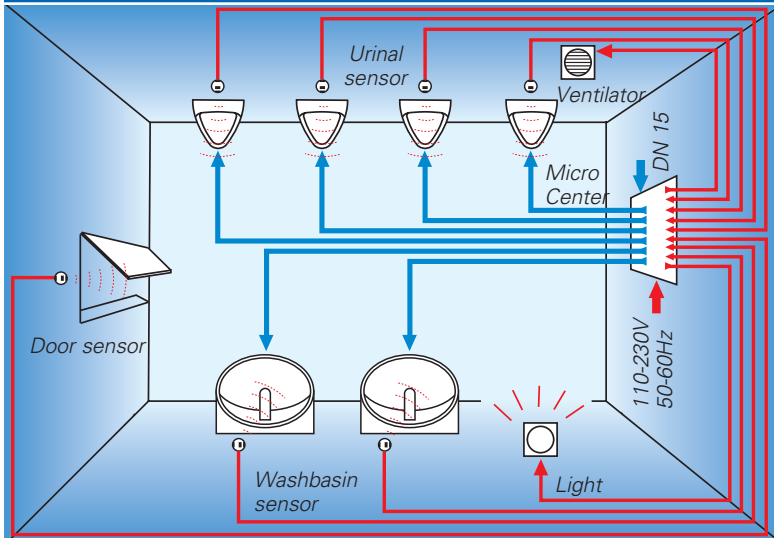 Urinal
sensor
Ventilator
DN 15
Micro
Center
Door sensor
110-230V
50-60Hz
Washbasin
sensor
Light